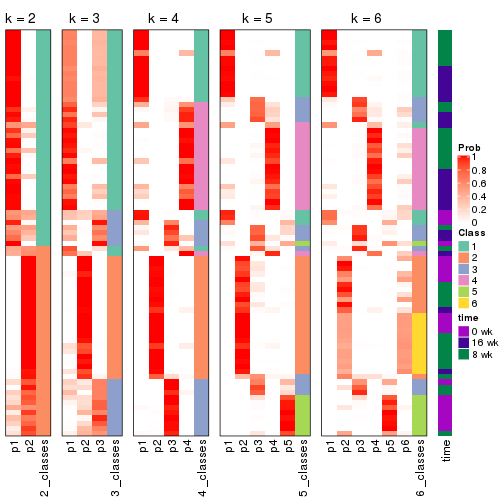 k = 2
k = 3
k = 4
k = 5
k = 6
p1
p2
2_classes
p1
p2
p3
3_classes
p1
p2
p3
p4
4_classes
p1
p2
p3
p4
p5
5_classes
p1
p2
p3
p4
p5
p6
6_classes
time
Prob
1
0.8
0.6
0.4
0.2
0
Class
1
2
3
4
5
6
time
0 wk
16 wk
8 wk